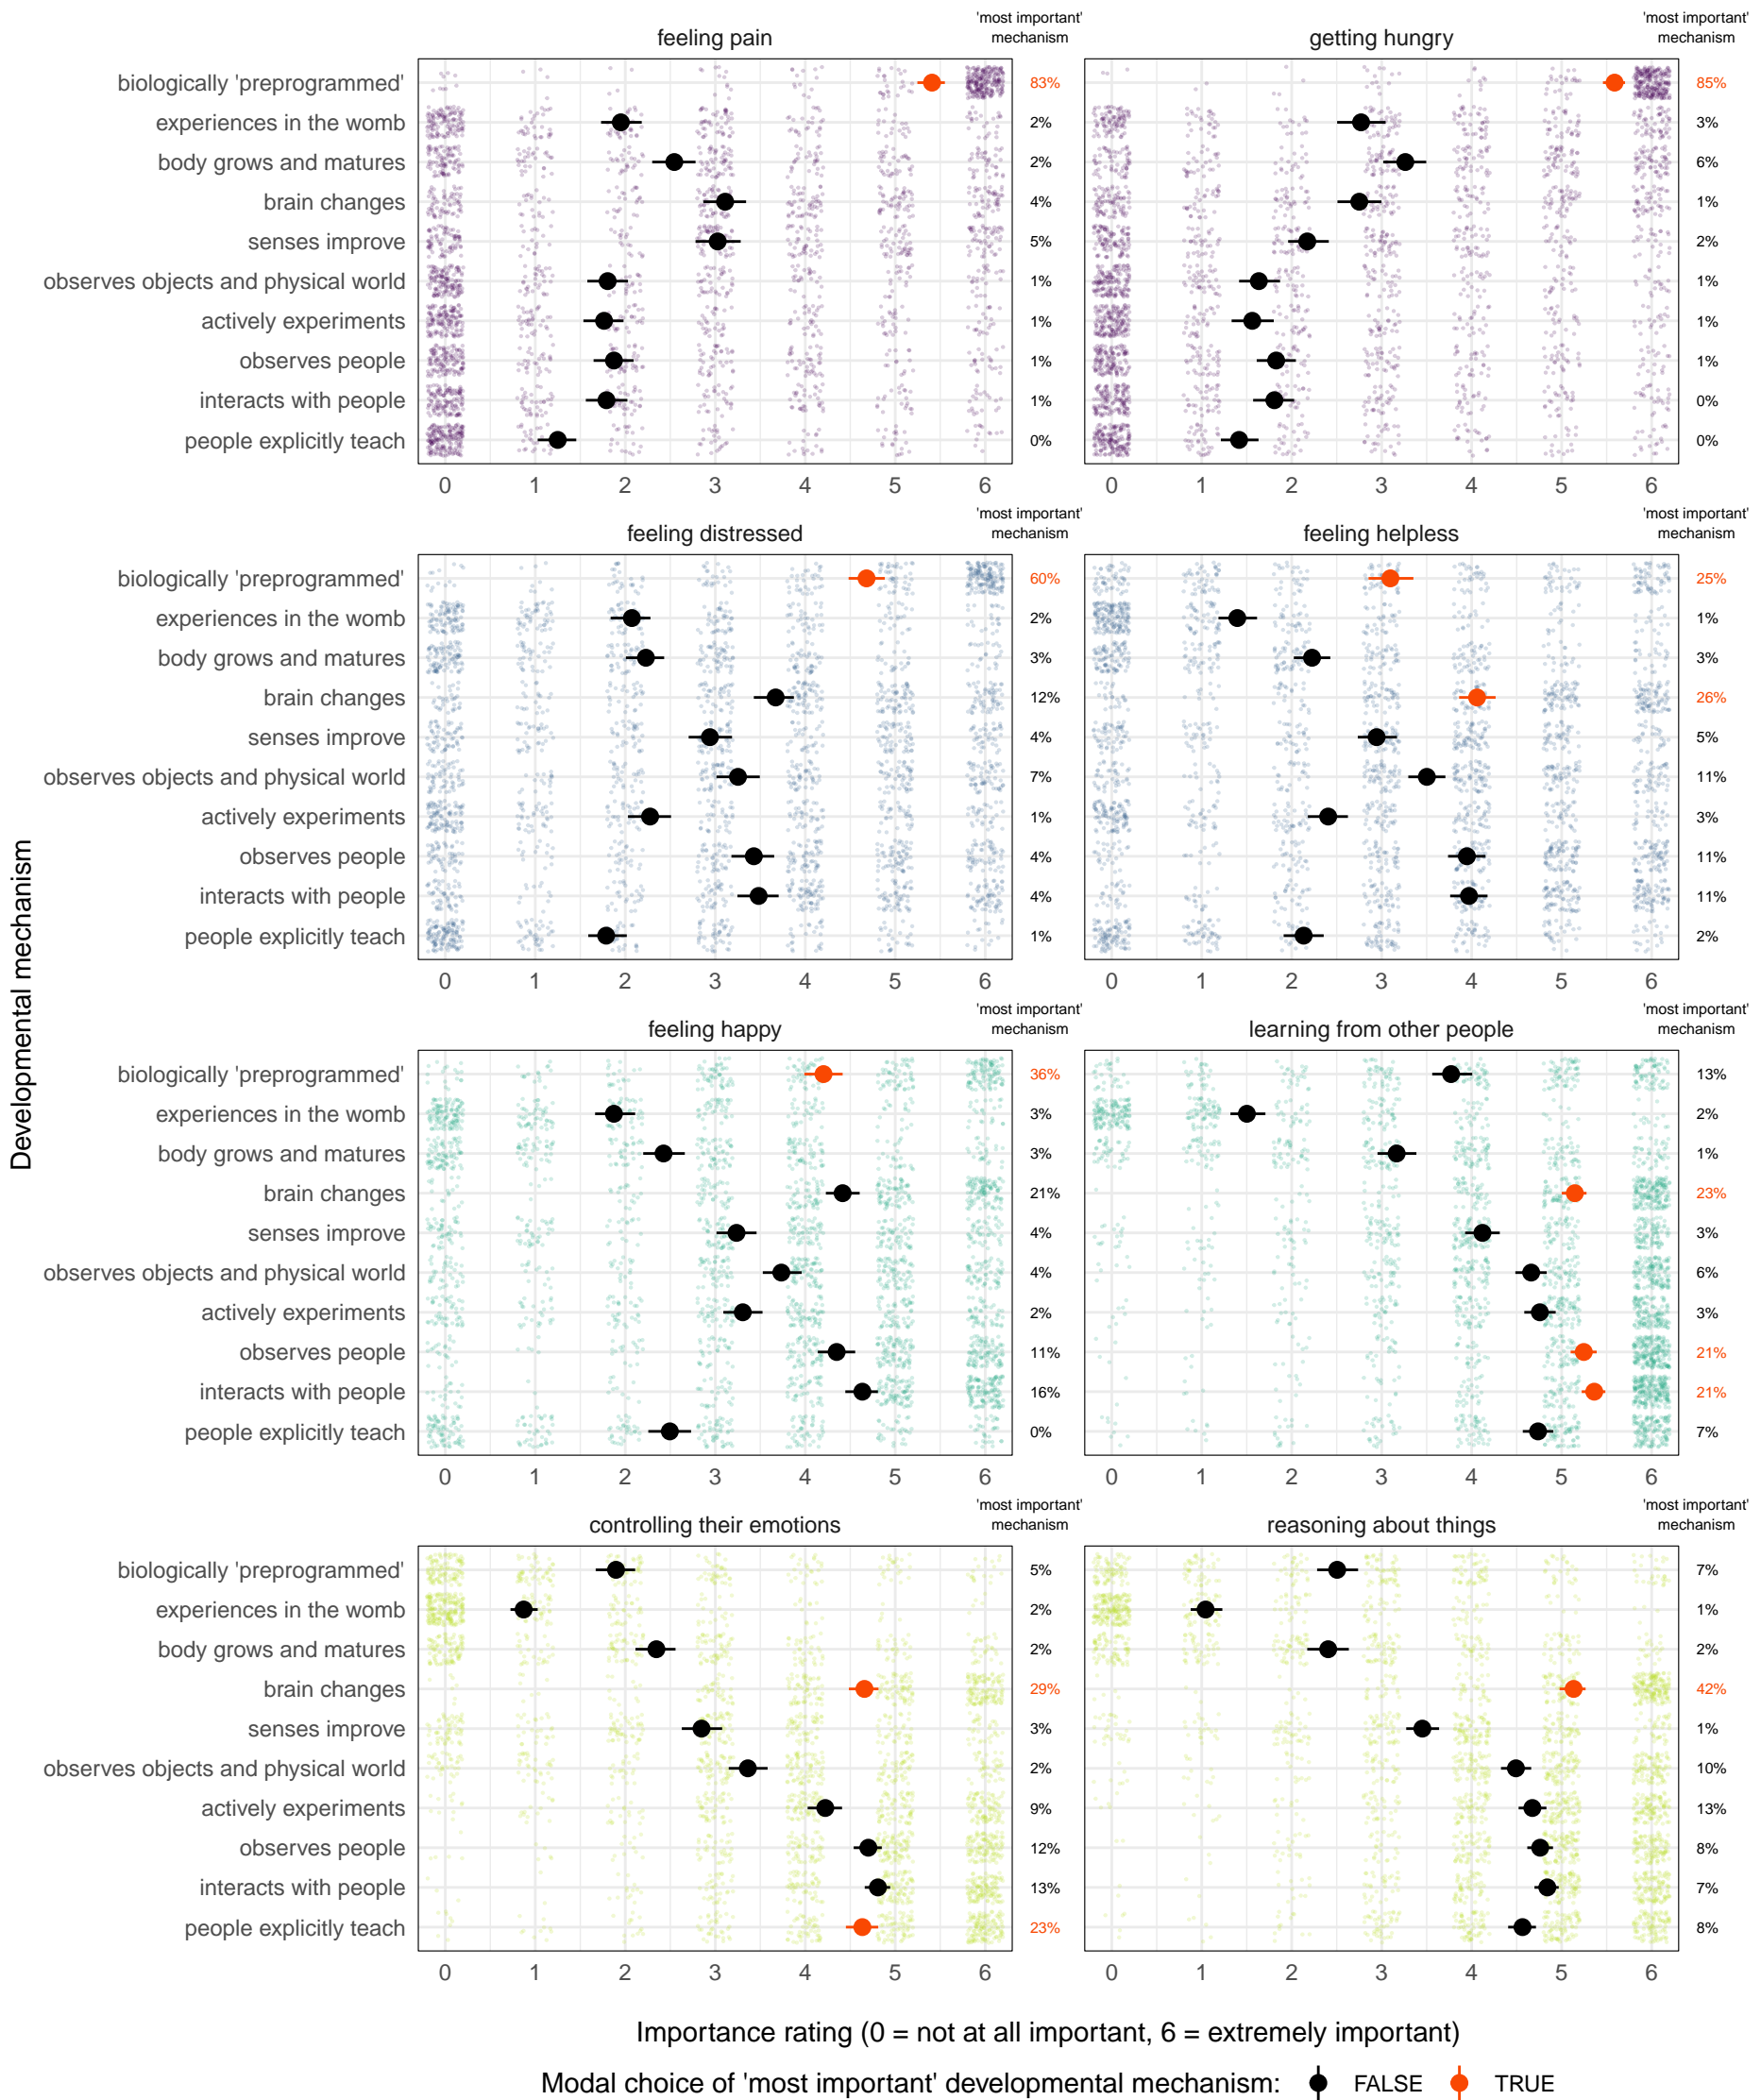 'most important'
mechanism
'most important'
mechanism
feeling pain
getting hungry
biologically 'preprogrammed'
83%
85%
experiences in the womb
2%
3%
body grows and matures
2%
6%
brain changes
4%
1%
senses improve
5%
2%
observes objects and physical world
1%
1%
actively experiments
1%
1%
observes people
1%
1%
interacts with people
1%
0%
people explicitly teach
0%
0%
0 1 2 3 4 5 6
0 1 2 3 4 5 6
'most important'
mechanism
'most important'
mechanism
feeling distressed
feeling helpless
biologically 'preprogrammed'
60%
25%
experiences in the womb
2%
1%
body grows and matures
3%
3%
brain changes
12%
26%
senses improve
4%
5%
observes objects and physical world
7%
11%
actively experiments
1%
3%
observes people
4%
11%
interacts with people
4%
11%
people explicitly teach
1%
2%
0 1 2 3 4 5 6
0 1 2 3 4 5 6
Developmental mechanism
'most important'
mechanism
'most important'
mechanism
feeling happy
learning from other people
biologically 'preprogrammed'
36%
13%
experiences in the womb
3%
2%
body grows and matures
3%
1%
brain changes
21%
23%
senses improve
4%
3%
observes objects and physical world
4%
6%
actively experiments
2%
3%
observes people
11%
21%
interacts with people
16%
21%
people explicitly teach
0%
7%
0 1 2 3 4 5 6
0 1 2 3 4 5 6
'most important'
mechanism
'most important'
mechanism
controlling their emotions
reasoning about things
biologically 'preprogrammed'
5%
7%
experiences in the womb
2%
1%
body grows and matures
2%
2%
brain changes
29%
42%
senses improve
3%
1%
observes objects and physical world
2%
10%
actively experiments
9%
13%
observes people
12%
8%
interacts with people
13%
7%
people explicitly teach
23%
8%
0 1 2 3 4 5 6
0 1 2 3 4 5 6
Importance rating (0 = not at all important, 6 = extremely important)
Modal choice of 'most important' developmental mechanism: FALSE TRUE